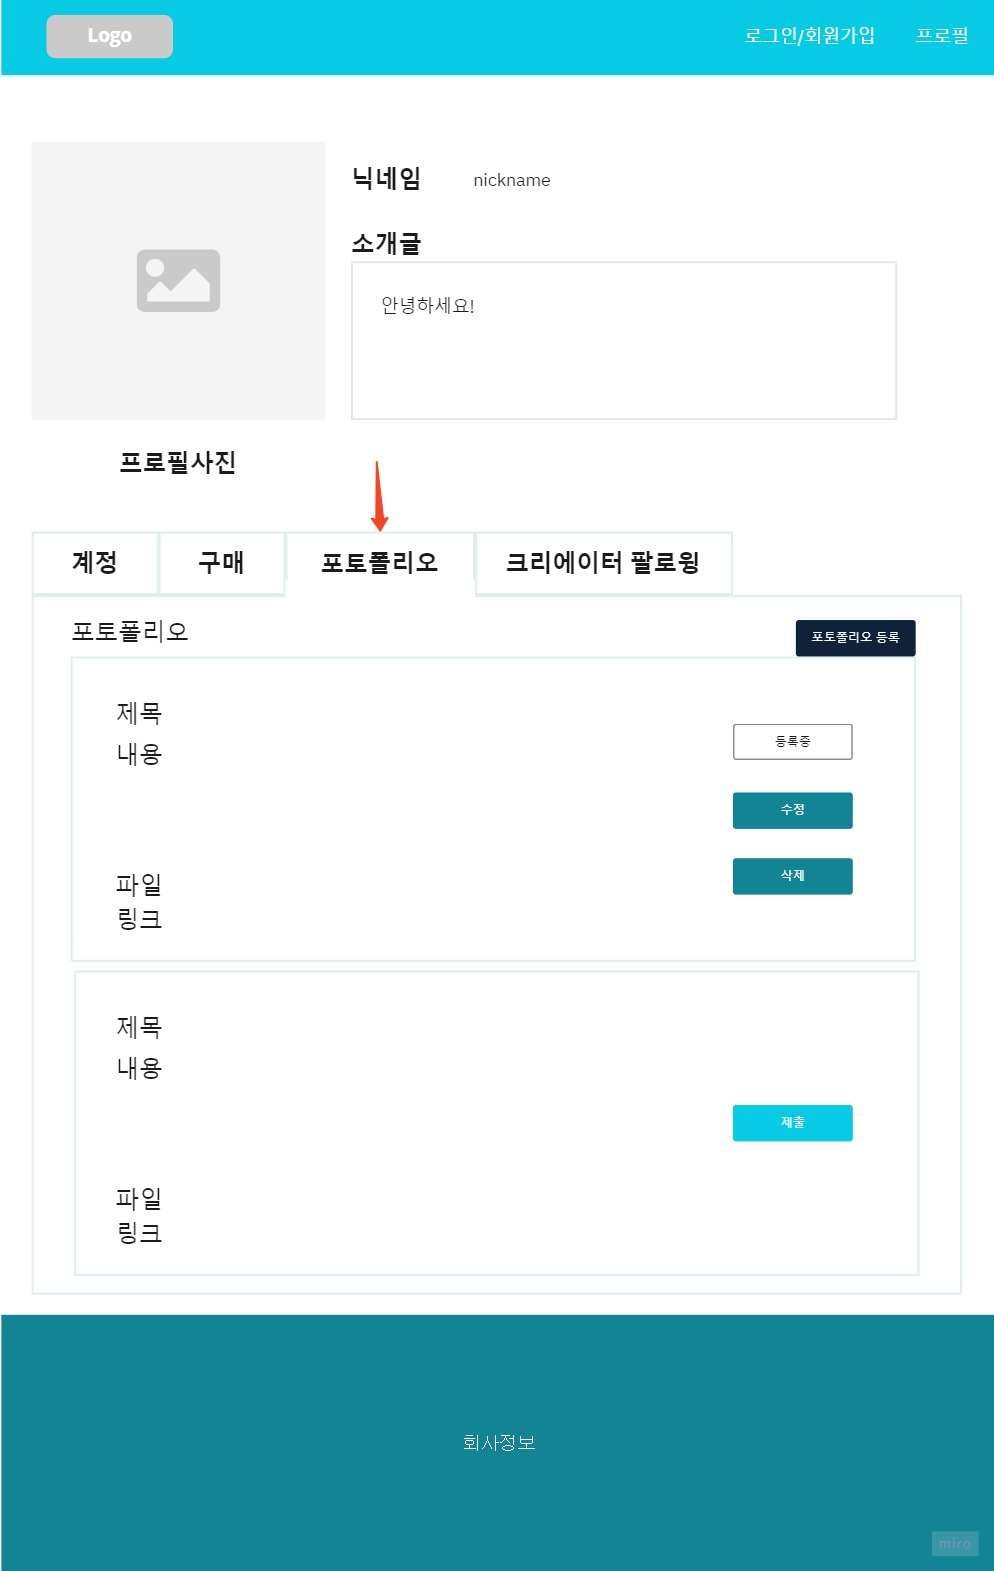 Logo
로그인/회원가입 프로필
닉네임 nickname
소개글
안녕하세요!
프로필사진
계정 구매 포토폴리오 크리에이터 팔로윙
포토폴리오
포토폴리오 등록
제목
등록중
내용
수정
삭제
파일
링크
제목
내용
제출
파일
링크
회사정보
miro